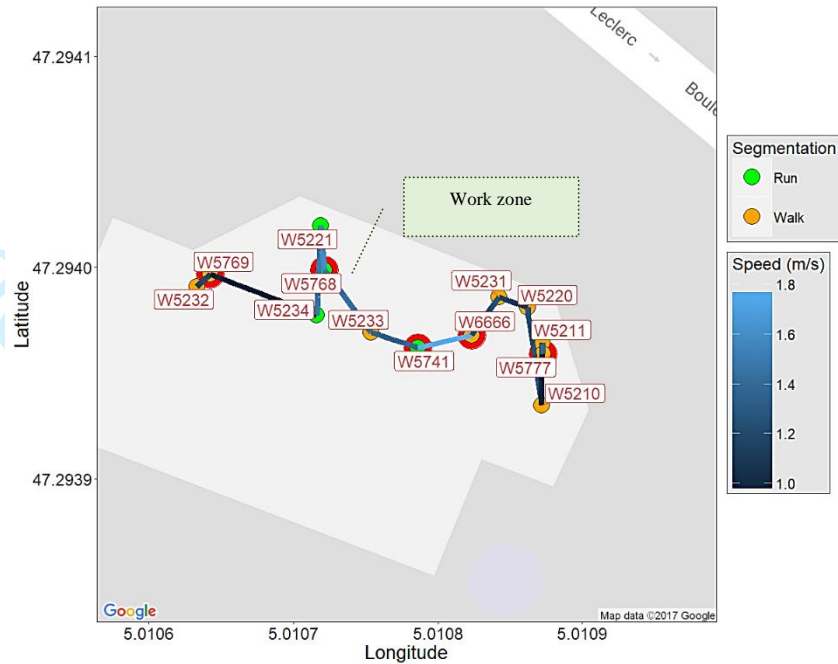 Leclerc →
Boule
47.2941
Work zone
W5221
47.2940
W5769
W5768
W5231
W5232
W5220
W5234
W5233
W6666
W5211
W5741
W5777
W5210
47.2939
Latitude
Google
Map data ©2017 Google
5.0106
5.0107
5.0108
5.0109
Longitude
Segmentation
Run
Walk
Speed (m/s)
1.8
1.6
1.4
1.2
1.0